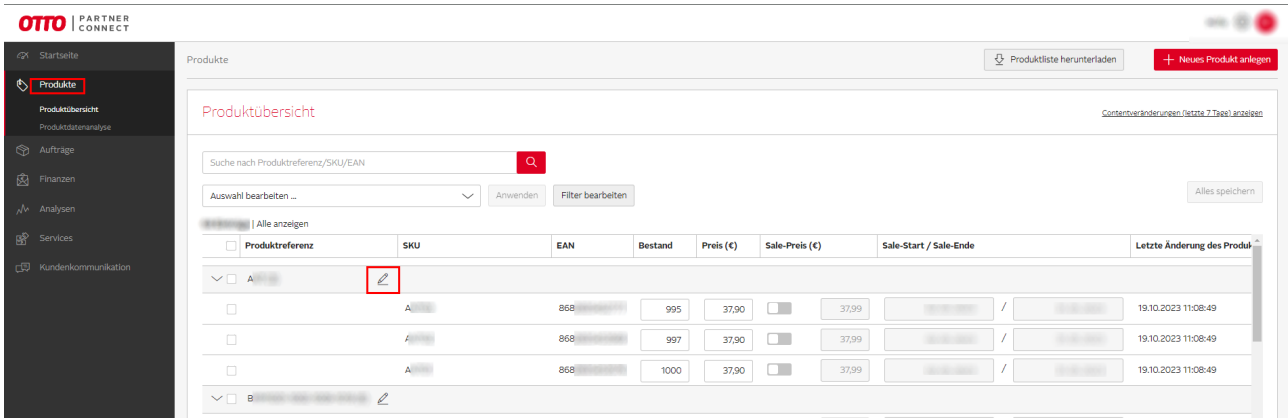 OTTO | PARTNER CONNECT
Startseite
Produkte
Produktübersicht
Produktdatenanalyse
Aufträge
Finanzen
Analysen
Services
Kundenkommunikation
Produkte
Produktliste herunterladen
Neues Produkt anlegen
Produktübersicht
Contentveränderungen (letzte 7 Tage) anzeigen
Suche nach Produktreferenz/SKU/EAN
Auswahl bearbeiten ... Anwenden Filter bearbeiten
Alles speichern
| Alle anzeigen
Produktreferenz SKU EAN Bestand Preis (€) Sale-Preis (€) Sale-Start / Sale-Ende Letzte Änderung des Produk
A
A 868 995 37,90 37,99 / 19.10.2023 11:08:49
A 868 997 37,90 37,99 / 19.10.2023 11:08:49
A 868 1000 37,90 37,99 / 19.10.2023 11:08:49
B